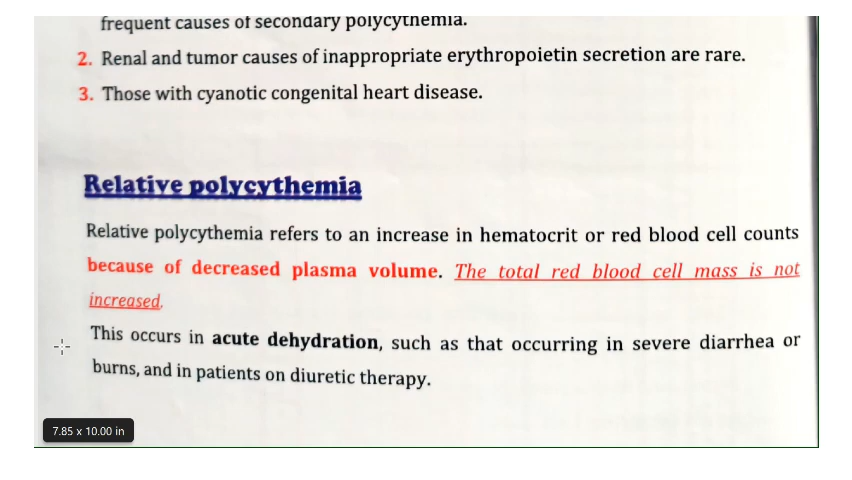 frequent causes of secondary polycythemia.
2. Renal and tumor causes of inappropriate erythropoietin secretion are rare.
3. Those with cyanotic congenital heart disease.
Relative polycythemia
Relative polycythemia refers to an increase in hematocrit or red blood cell counts
because of decreased plasma volume. The total red blood cell mass is not
increased.
This occurs in acute dehydration, such as that occurring in severe diarrhea or
burns, and in patients on diuretic therapy.
7.85 x 10.00 in